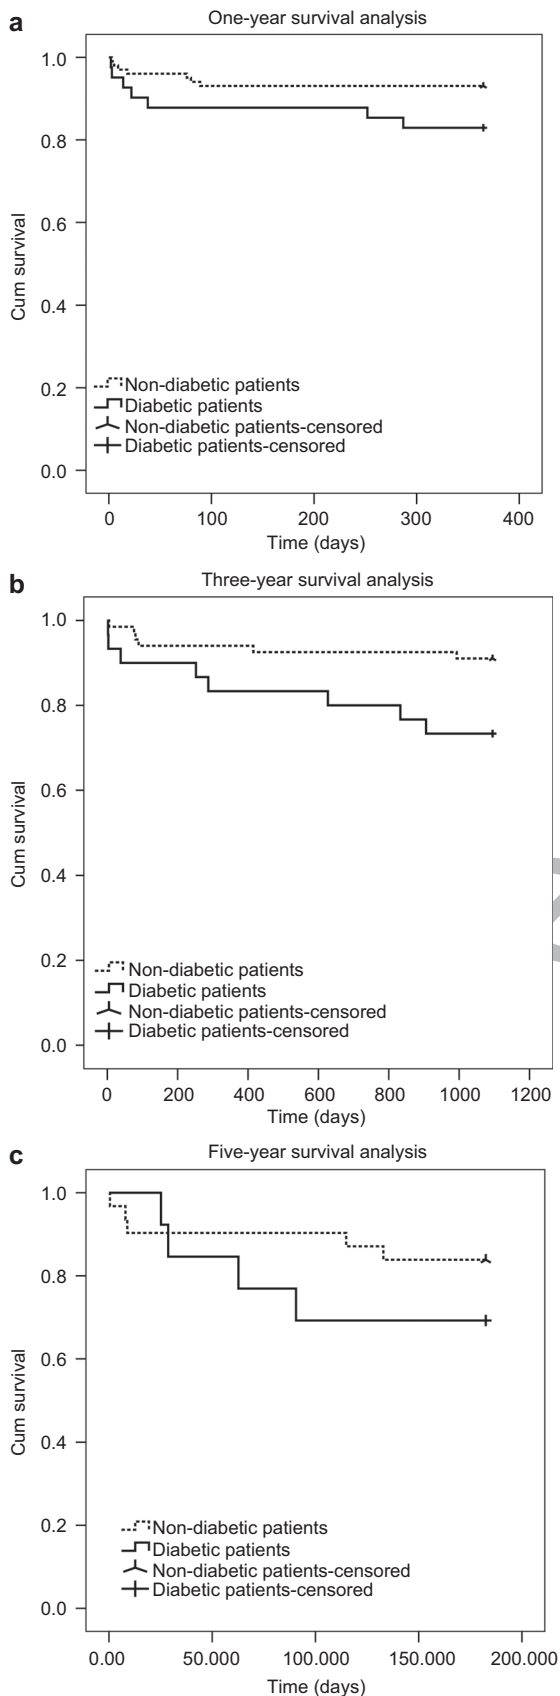 a
One-year survival analysis
1.0
0.8
0.6
0.4
0.2
0.0
Cum survival
Non-diabetic patients
Diabetic patients
Non-diabetic patients-censored
Diabetic patients-censored
0 100 200 300 400
Time (days)
b
Three-year survival analysis
1.0
0.8
0.6
0.4
0.2
0.0
Cum survival
Non-diabetic patients
Diabetic patients
Non-diabetic patients-censored
Diabetic patients-censored
0 200 400 600 800 1000 1200
Time (days)
c
Five-year survival analysis
1.0
0.8
0.6
0.4
0.2
0.0
Cum survival
Non-diabetic patients
Diabetic patients
Non-diabetic patients-censored
Diabetic patients-censored
0.00 50.000 100.000 150.000 200.000
Time (days)